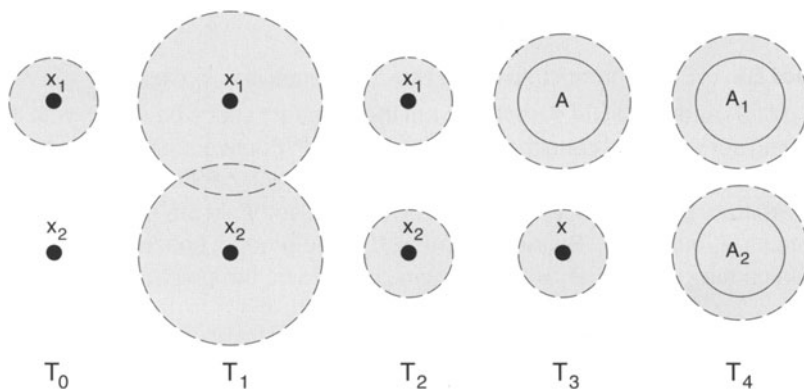 x₁ x₁ x₁ A A₁
x₂ x₂ x₂ x A₂
T₀ T₁ T₂ T₃ T₄